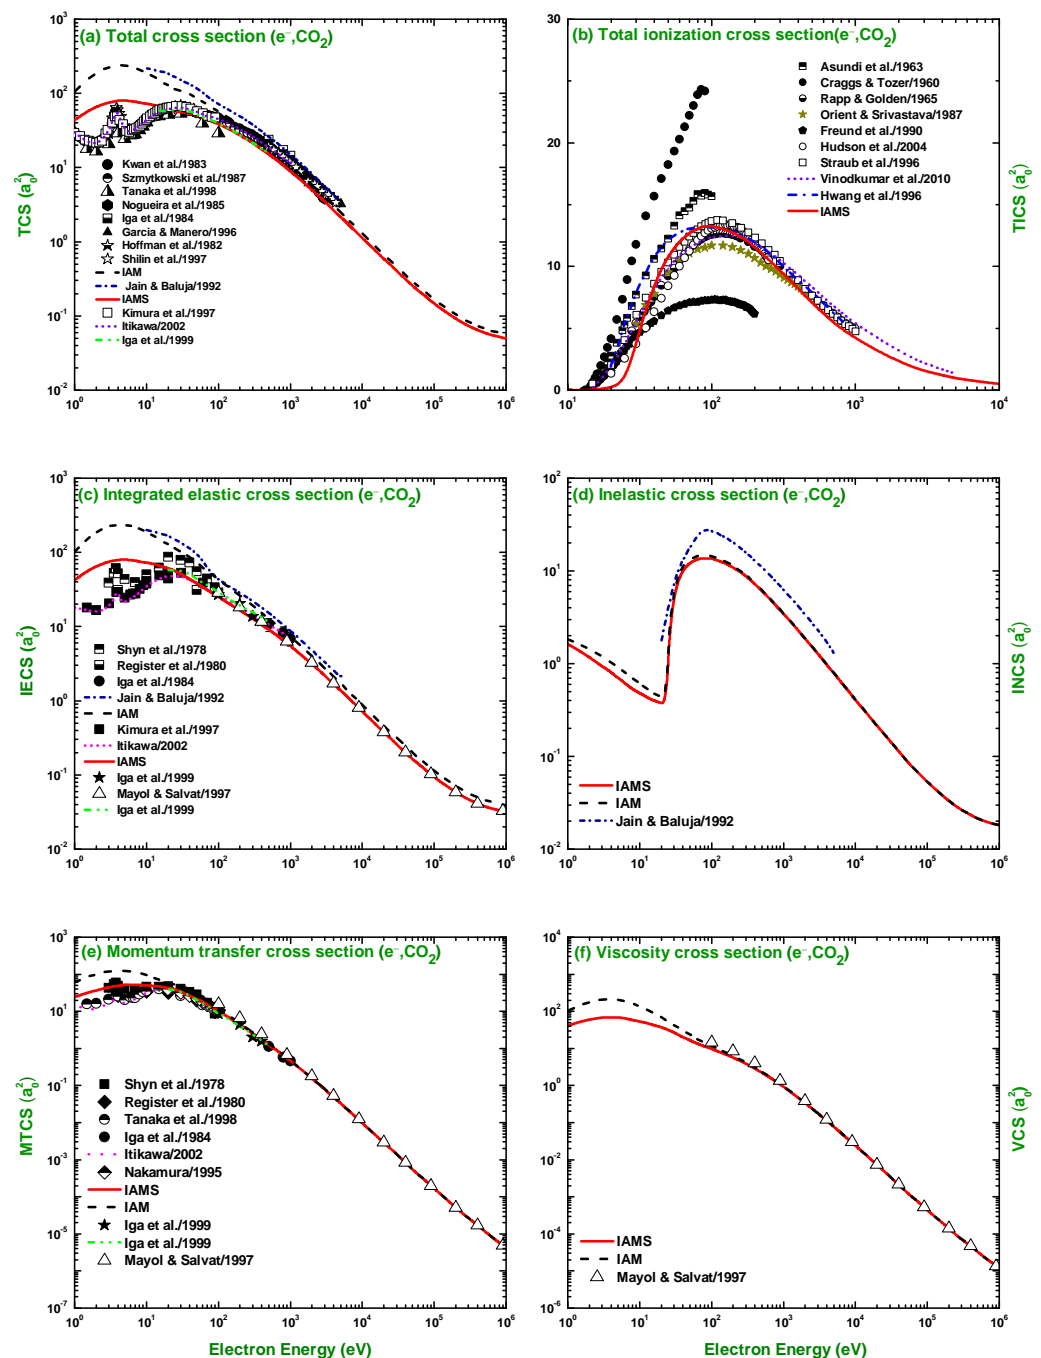 (a) Total cross section (e⁻,CO₂)
10³
10²
10¹
10⁰
10⁻¹
10⁻²
TCS (a₀²)
Kwan et al./1983
Szmytkowski et al./1987
Tanaka et al./1998
Nogueira et al./1985
Iga et al./1984
Garcia & Manero/1996
Hoffman et al./1982
Shilin et al./1997
IAM
Jain & Baluja/1992
IAMS
Kimura et al./1997
Itikawa/2002
Iga et al./1999
10⁰ 10¹ 10² 10³ 10⁴ 10⁵ 10⁶
(b) Total ionization cross section(e⁻,CO₂)
30
20
10
0
TICS (a₀²)
Asundi et al./1963
Craggs & Tozer/1960
Rapp & Golden/1965
Orient & Srivastava/1987
Freund et al./1990
Hudson et al./2004
Straub et al./1996
Vinodkumar et al./2010
Hwang et al./1996
IAMS
10¹ 10² 10³ 10⁴
(c) Integrated elastic cross section (e⁻,CO₂)
10³
10²
10¹
10⁰
10⁻¹
10⁻²
IECS (a₀²)
Shyn et al./1978
Register et al./1980
Iga et al./1984
Jain & Baluja/1992
IAM
Kimura et al./1997
Itikawa/2002
IAMS
Iga et al./1999
Mayol & Salvat/1997
Iga et al./1999
10⁰ 10¹ 10² 10³ 10⁴ 10⁵ 10⁶
(d) Inelastic cross section (e⁻,CO₂)
10²
10¹
10⁰
10⁻¹
10⁻²
INCS (a₀²)
IAMS
IAM
Jain & Baluja/1992
10⁰ 10¹ 10² 10³ 10⁴ 10⁵ 10⁶
(e) Momentum transfer cross section (e⁻,CO₂)
10³
10¹
10⁻¹
10⁻³
10⁻⁵
10⁻⁷
MTCS (a₀²)
Shyn et al./1978
Register et al./1980
Tanaka et al./1998
Iga et al./1984
Itikawa/2002
Nakamura/1995
IAMS
IAM
Iga et al./1999
Iga et al./1999
Mayol & Salvat/1997
10⁰ 10¹ 10² 10³ 10⁴ 10⁵ 10⁶
Electron Energy (eV)
(f) Viscosity cross section (e⁻,CO₂)
10⁴
10²
10⁰
10⁻²
10⁻⁴
10⁻⁶
VCS (a₀²)
IAMS
IAM
Mayol & Salvat/1997
10⁰ 10¹ 10² 10³ 10⁴ 10⁵ 10⁶
Electron Energy (eV)